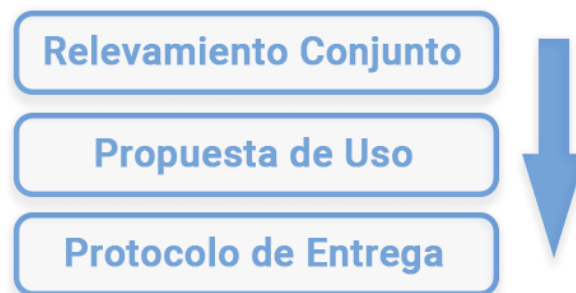 Relevamiento Conjunto
Propuesta de Uso
Protocolo de Entrega